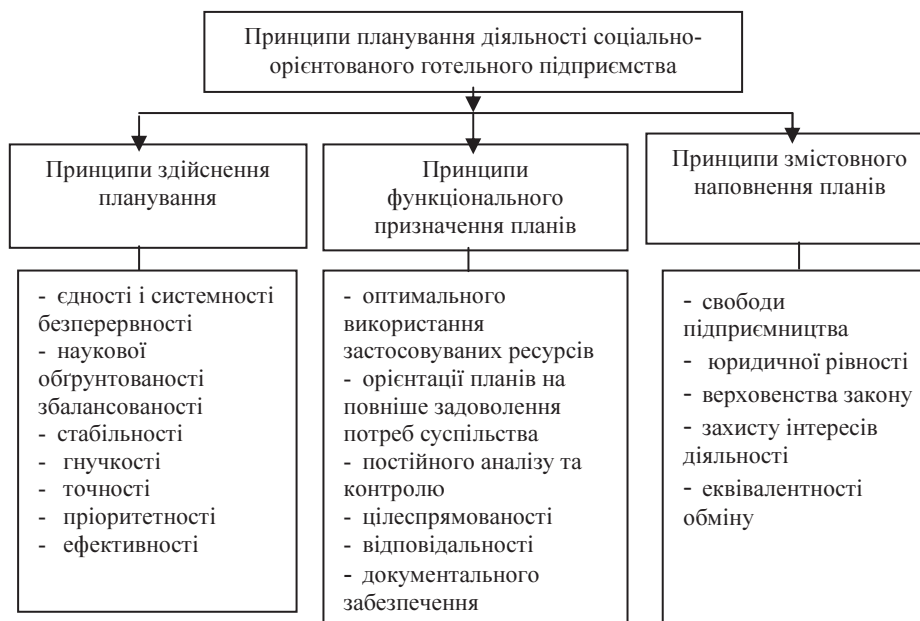 Принципи планування діяльності соціально-
орієнтованого готельного підприємства
Принципи здійснення
планування
Принципи
функціонального
призначення планів
Принципи змістовного
наповнення планів
- єдності і системності
безперервності
- наукової
обґрунтованості
збалансованості
- стабільності
- гнучкості
- точності
- пріоритетності
- ефективності
- оптимального
використання
застосовуваних ресурсів
- орієнтації планів на
повніше задоволення
потреб суспільства
- постійного аналізу та
контролю
- цілеспрямованості
- відповідальності
- документального
забезпечення
- свободи
підприємництва
- юридичної рівності
- верховенства закону
- захисту інтересів
діяльності
- еквівалентності
обміну